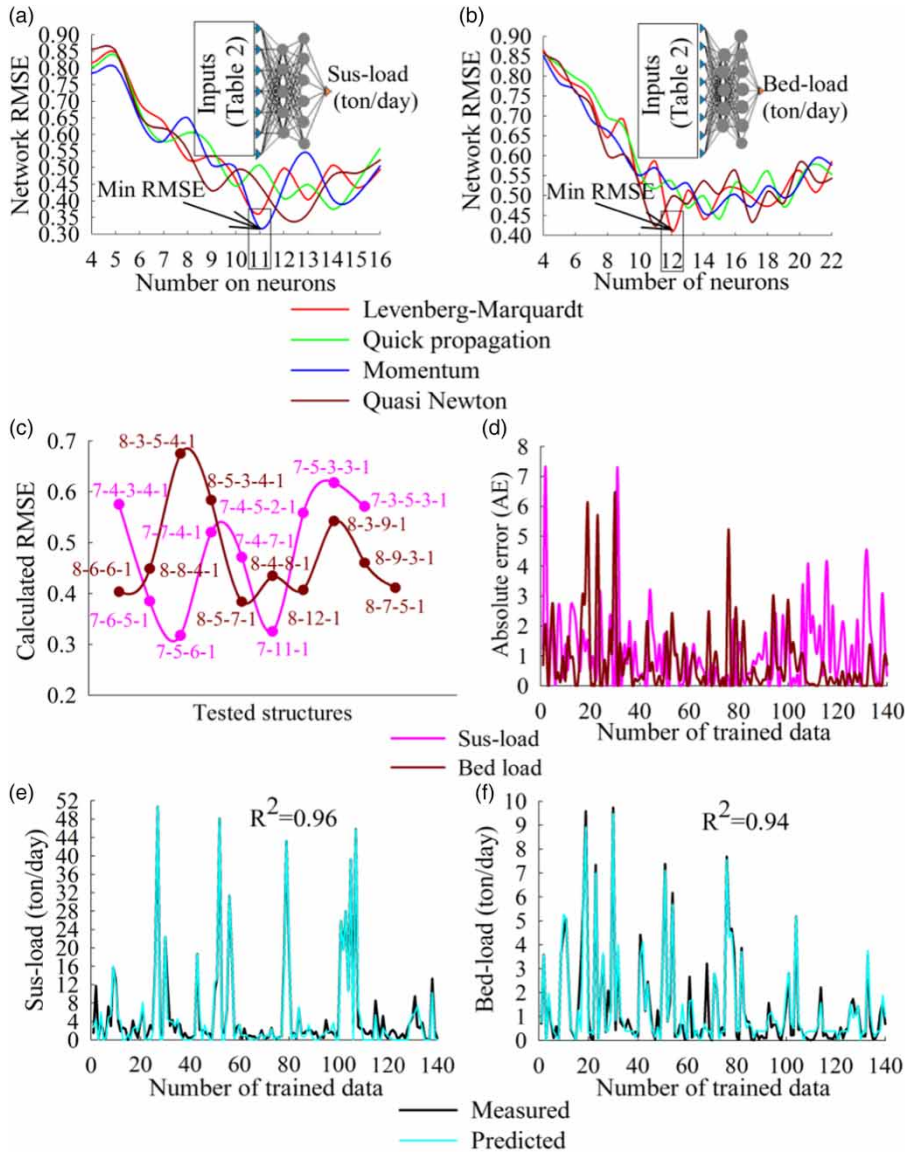 (a)
Network RMSE
0.90
0.85
0.80
0.75
0.70
0.65
0.60
0.55
0.50
0.45
0.40
0.35
0.30
Inputs
(Table 2)
Sus-load
(ton/day)
Min RMSE
4 5 6 7 8 9 10 11 12 13 14 15 16
Number on neurons
(b)
Network RMSE
0.90
0.85
0.80
0.75
0.70
0.65
0.60
0.55
0.50
0.45
0.40
Inputs
(Table 2)
Bed-load
(ton/day)
Min RMSE
4 6 8 10 12 14 16 18 20 22
Number of neurons
Levenberg-Marquardt
Quick propagation
Momentum
Quasi Newton
(c)
Calculated RMSE
0.7
0.6
0.5
0.4
0.3
0.2
8-3-5-4-1
7-5-3-3-1
7-4-3-4-1
8-5-3-4-1
7-3-5-3-1
7-4-5-2-1
7-7-4-1
8-3-9-1
7-4-7-1
8-6-6-1
8-8-4-1
8-4-8-1
8-9-3-1
7-6-5-1
8-5-7-1
8-12-1
8-7-5-1
7-5-6-1
7-11-1
Tested structures
(d)
Absolute error (AE)
8
7
6
5
4
3
2
1
0
0 20 40 60 80 100 120 140
Number of trained data
Sus-load
Bed load
(e)
Sus-load (ton/day)
52
48
44
40
36
32
28
24
20
16
12
8
4
0
R²=0.96
0 20 40 60 80 100 120 140
Number of trained data
(f)
Bed-load (ton/day)
10
9
8
7
6
5
4
3
2
1
0
R²=0.94
0 20 40 60 80 100 120 140
Number of trained data
Measured
Predicted